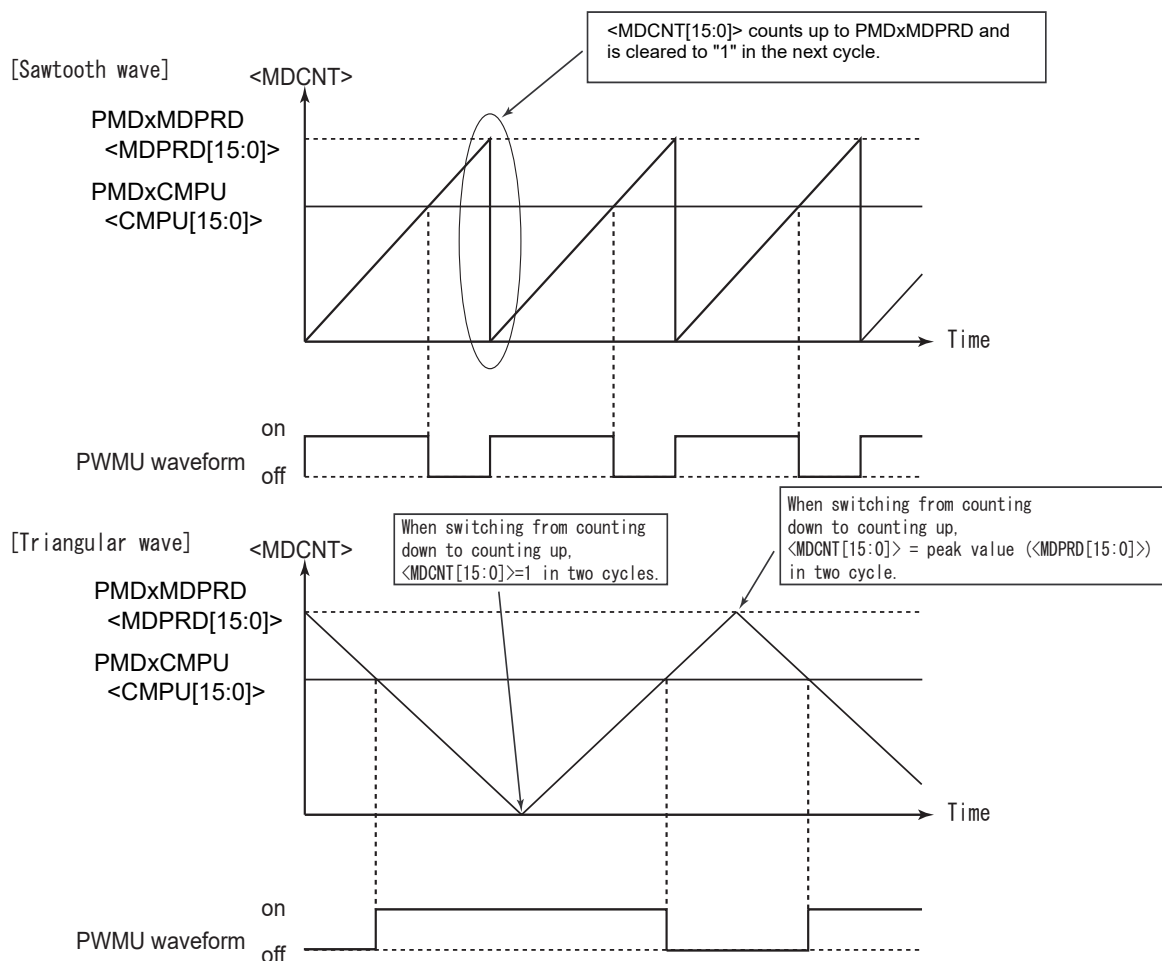 <MDCNT[15:0]> counts up to PMDxMDPRD and
is cleared to "1" in the next cycle.
[Sawtooth wave]
<MDCNT>
PMDxMDPRD
<MDPRD[15:0]>
PMDxCMPU
<CMPU[15:0]>
Time
on
PWMU waveform
off
[Triangular wave]
<MDCNT>
When switching from counting
down to counting up,
<MDCNT[15:0]>=1 in two cycles.
When switching from counting
down to counting up,
<MDCNT[15:0]> = peak value (<MDPRD[15:0]>)
in two cycle.
PMDxMDPRD
<MDPRD[15:0]>
PMDxCMPU
<CMPU[15:0]>
Time
on
PWMU waveform
off